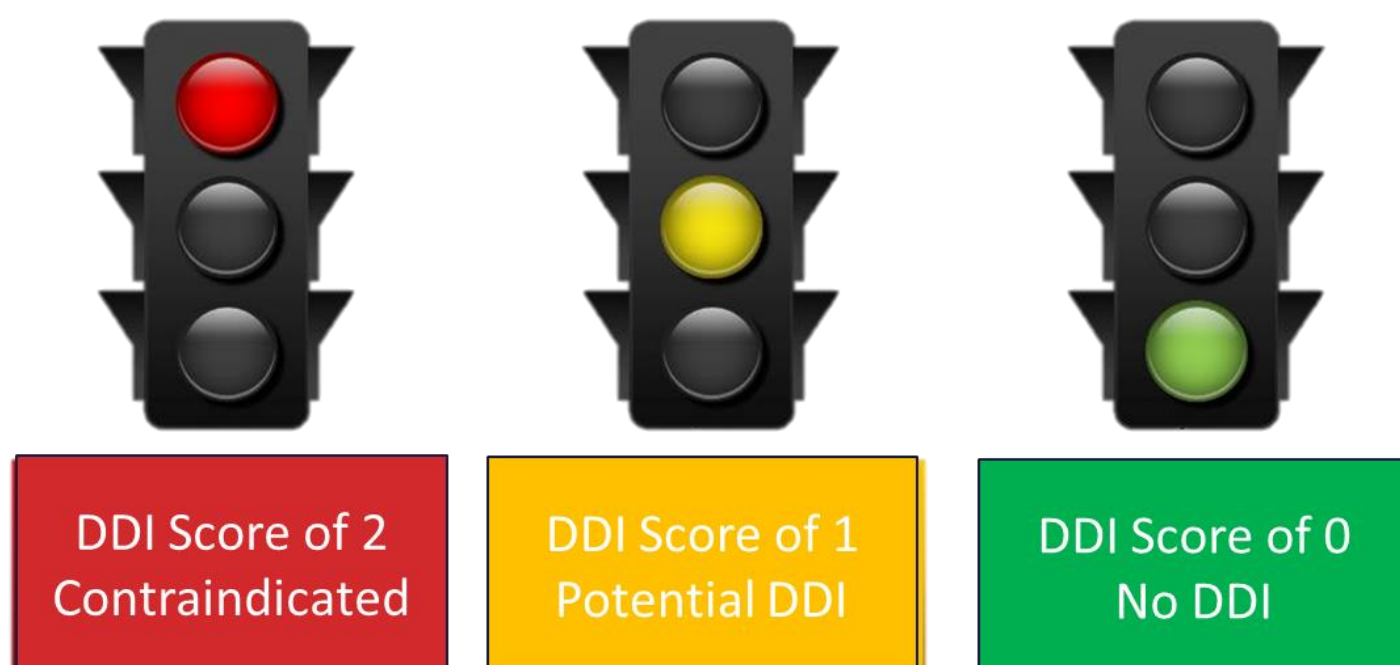 DDI Score of 2
Contraindicated
DDI Score of 1
Potential DDI
DDI Score of 0
No DDI